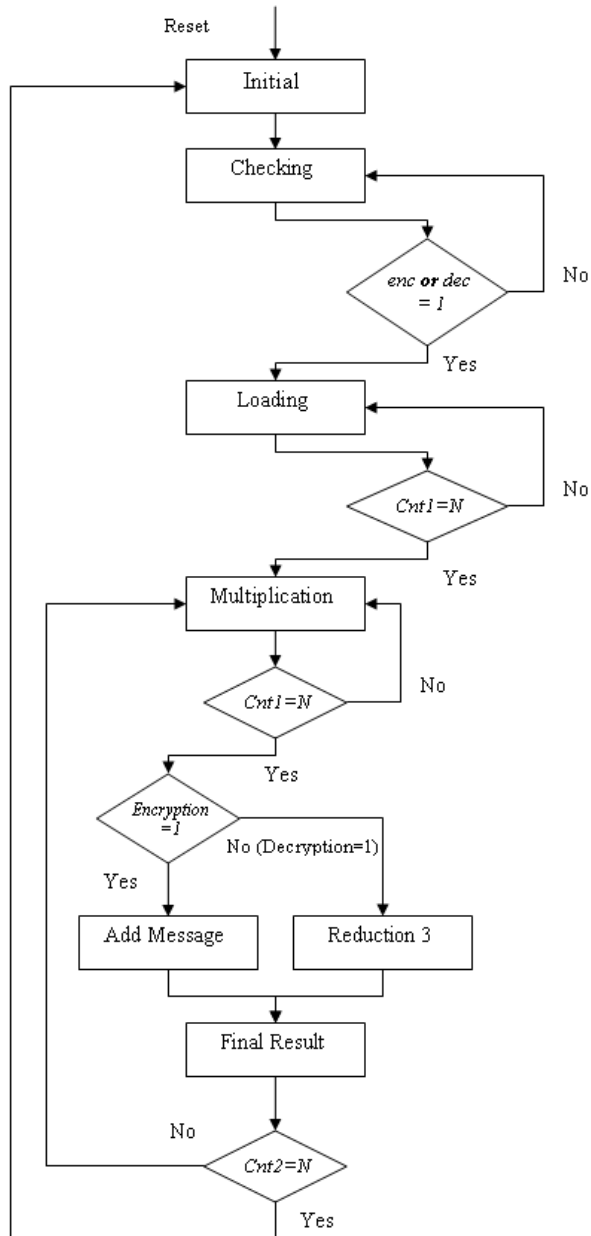 Reset
Initial
Checking
enc or dec
= 1
No
Yes
Loading
Cnt1=N
No
Yes
Multiplication
Cnt1=N
No
Yes
Encryption
=1
No (Decryption=1)
Yes
Add Message
Reduction 3
Final Result
No
Cnt2=N
Yes